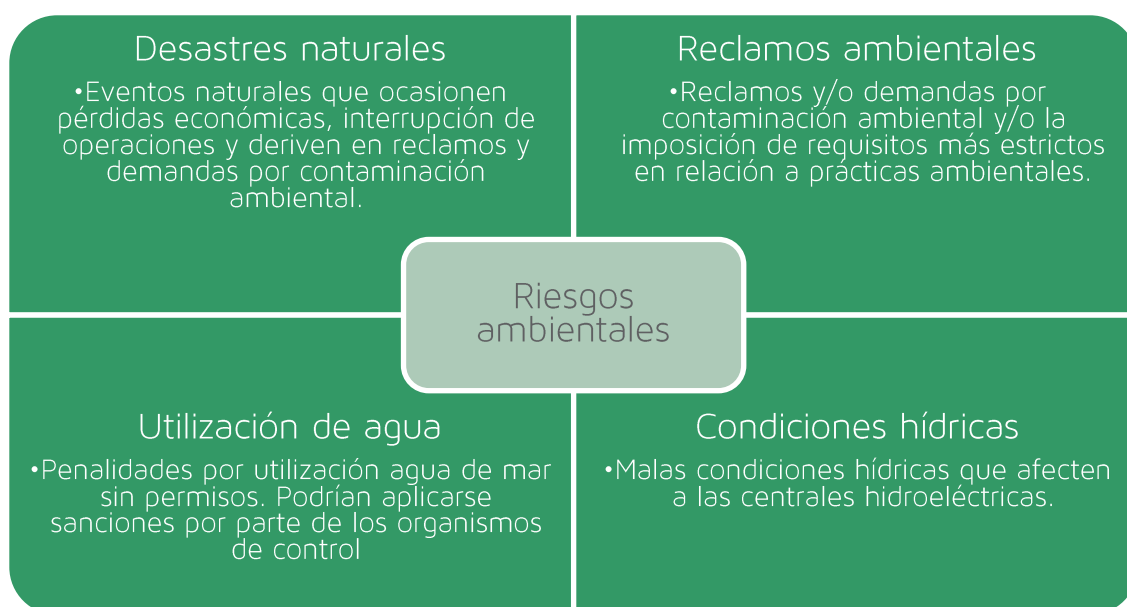 Desastres naturales
•Eventos naturales que ocasionen
pérdidas económicas, interrupción de
operaciones y deriven en reclamos y
demandas por contaminación
ambiental.
Reclamos ambientales
•Reclamos y/o demandas por
contaminación ambiental y/o la
imposición de requisitos más estrictos
en relación a prácticas ambientales.
Riesgos
ambientales
Utilización de agua
•Penalidades por utilización agua de mar
sin permisos. Podrían aplicarse
sanciones por parte de los organismos
de control
Condiciones hídricas
•Malas condiciones hídricas que afecten
a las centrales hidroeléctricas.